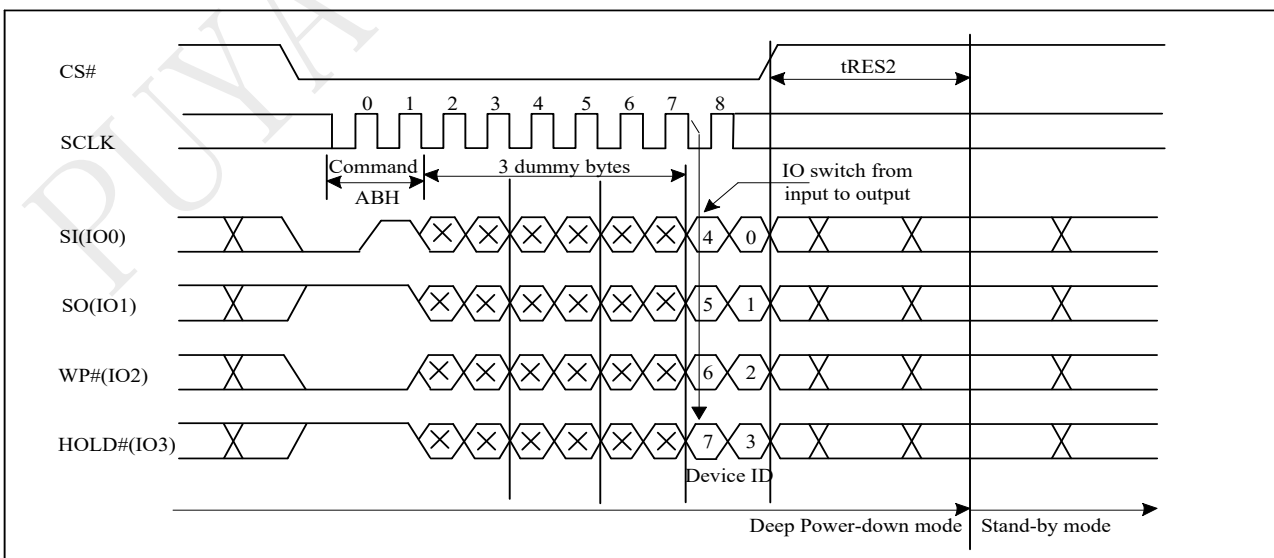 PUYA
CS#
tRES2
0 1 2 3 4 5 6 7 8
SCLK
Command
ABH
3 dummy bytes
IO switch from
input to output
SI(IO0)
4 0
SO(IO1)
5 1
WP#(IO2)
6 2
HOLD#(IO3)
7 3
Device ID
Deep Power-down mode Stand-by mode